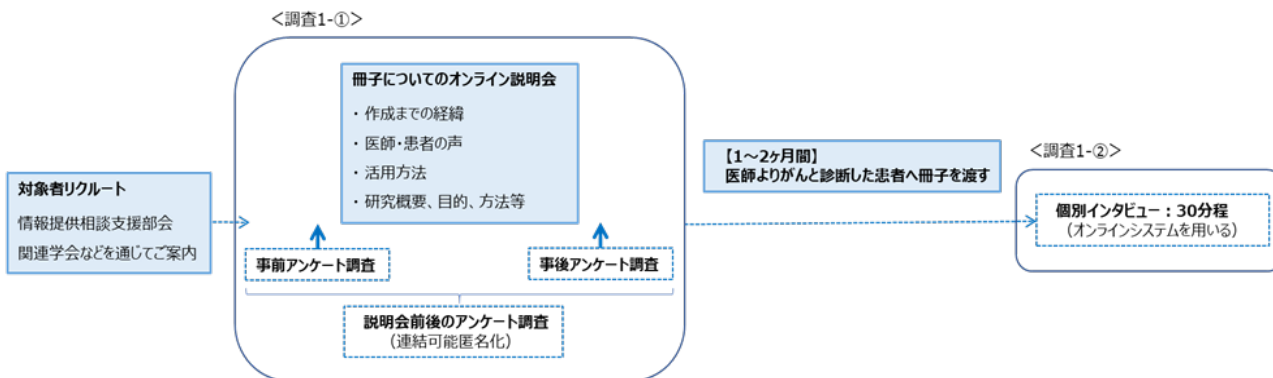 ＜調査1-①＞
対象者リクルート
情報提供相談支援部会
関連学会などを通じてご案内
冊子についてのオンライン説明会
・ 作成までの経緯
・ 医師・患者の声
・ 活用方法
・ 研究概要、目的、方法等
事前アンケート調査
事後アンケート調査
説明会前後のアンケート調査
（連結可能匿名化）
【1～2ヶ月間】
医師よりがんと診断した患者へ冊子を渡す
＜調査1-②＞
個別インタビュー：30分程
（オンラインシステムを用いる）